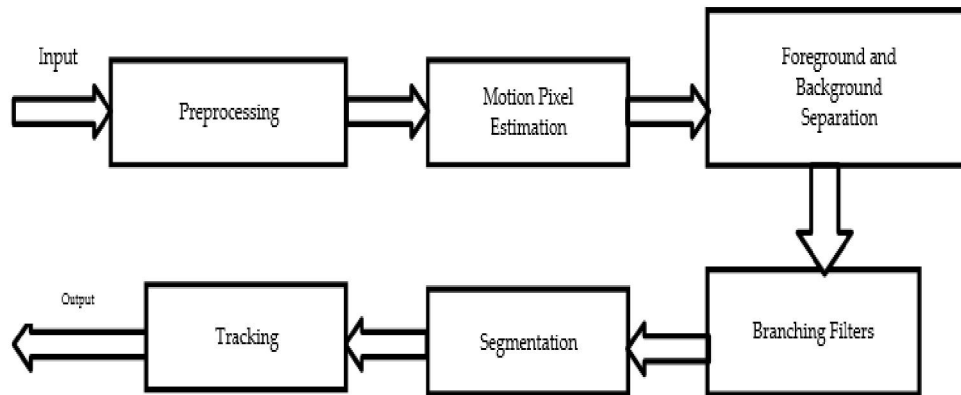 Input
Preprocessing
Motion Pixel
Estimation
Foreground and
Background
Separation
Branching Filters
Segmentation
Tracking
Output